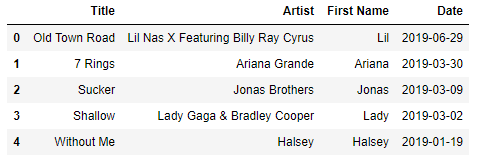 Title Artist First Name Date
0 Old Town Road Lil Nas X Featuring Billy Ray Cyrus Lil 2019-06-29
1 7 Rings Ariana Grande Ariana 2019-03-30
2 Sucker Jonas Brothers Jonas 2019-03-09
3 Shallow Lady Gaga & Bradley Cooper Lady 2019-03-02
4 Without Me Halsey Halsey 2019-01-19